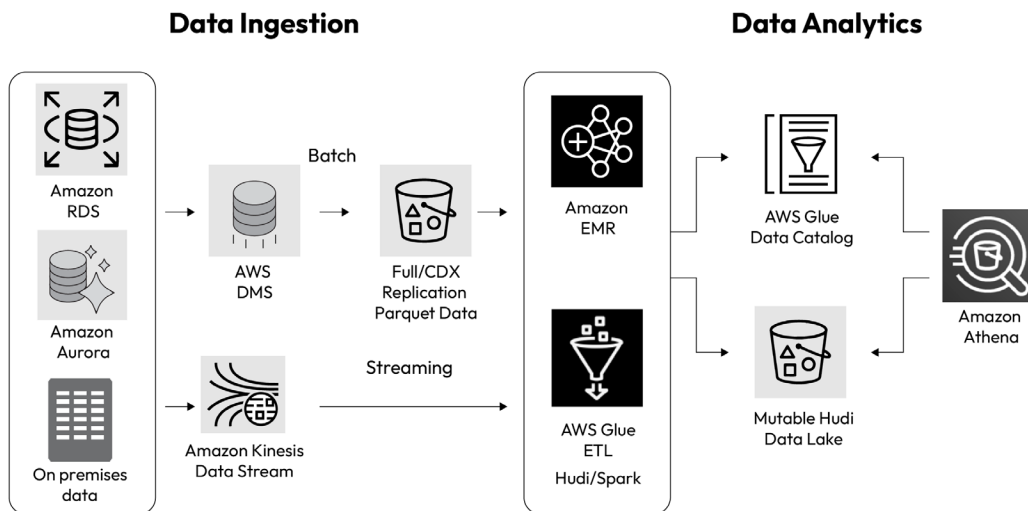 Data Ingestion
Data Analytics
Amazon
RDS
Amazon
Aurora
On premises
data
Batch
AWS
DMS
Full/CDX
Replication
Parquet Data
Streaming
Amazon Kinesis
Data Stream
Amazon
EMR
AWS Glue
ETL
Hudi/Spark
AWS Glue
Data Catalog
Mutable Hudi
Data Lake
Amazon
Athena